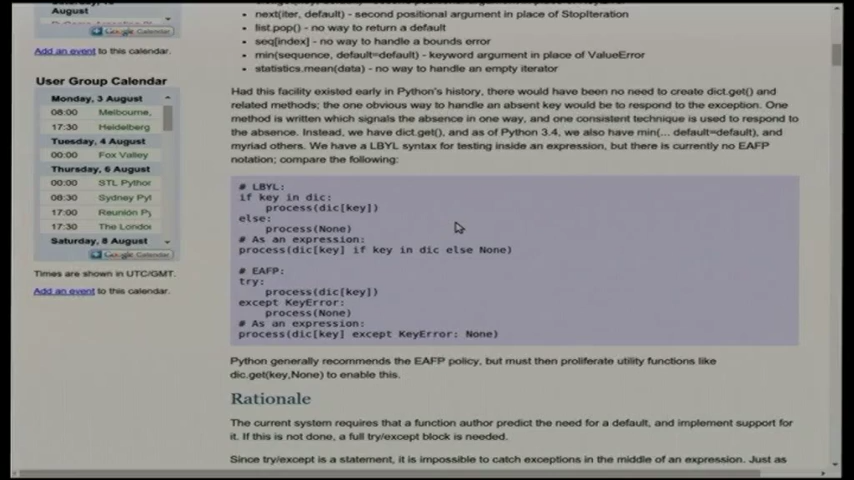 August
Google Calendar
Add an event to this calendar.
User Group Calendar
Monday, 3 August
08:00 Melbourne,
17:30 Heidelberg
Tuesday, 4 August
00:00 Fox Valley
Thursday, 6 August
00:00 STL Pythor
08:30 Sydney Pyt
17:00 Reunion Py
17:30 The Londor
Saturday, 8 August
Google Calendar
Times are shown in UTC/GMT.
Add an event to this calendar.
next(iter, default) - second positional argument in place of StopIteration
list.pop() - no way to return a default
seq[index] - no way to handle a bounds error
min(sequence, default=default) - keyword argument in place of ValueError
statistics.mean(data) - no way to handle an empty iterator
Had this facility existed early in Python's history, there would have been no need to create dict.get() and
related methods; the one obvious way to handle an absent key would be to respond to the exception. One
method is written which signals the absence in one way, and one consistent technique is used to respond to
the absence. Instead, we have dict.get(), and as of Python 3.4, we also have min(... default=default), and
myriad others. We have a LBYL syntax for testing inside an expression, but there is currently no EAFP
notation; compare the following:
# LBYL:
if key in dic:
process(dic[key])
else:
process(None)
# As an expression:
process(dic[key] if key in dic else None)
# EAFP:
try:
process(dic[key])
except KeyError:
process(None)
# As an expression:
process(dic[key] except KeyError: None)
Python generally recommends the EAFP policy, but must then proliferate utility functions like
dic.get(key,None) to enable this.
Rationale
The current system requires that a function author predict the need for a default, and implement support for
it. If this is not done, a full try/except block is needed.
Since try/except is a statement, it is impossible to catch exceptions in the middle of an expression. Just as